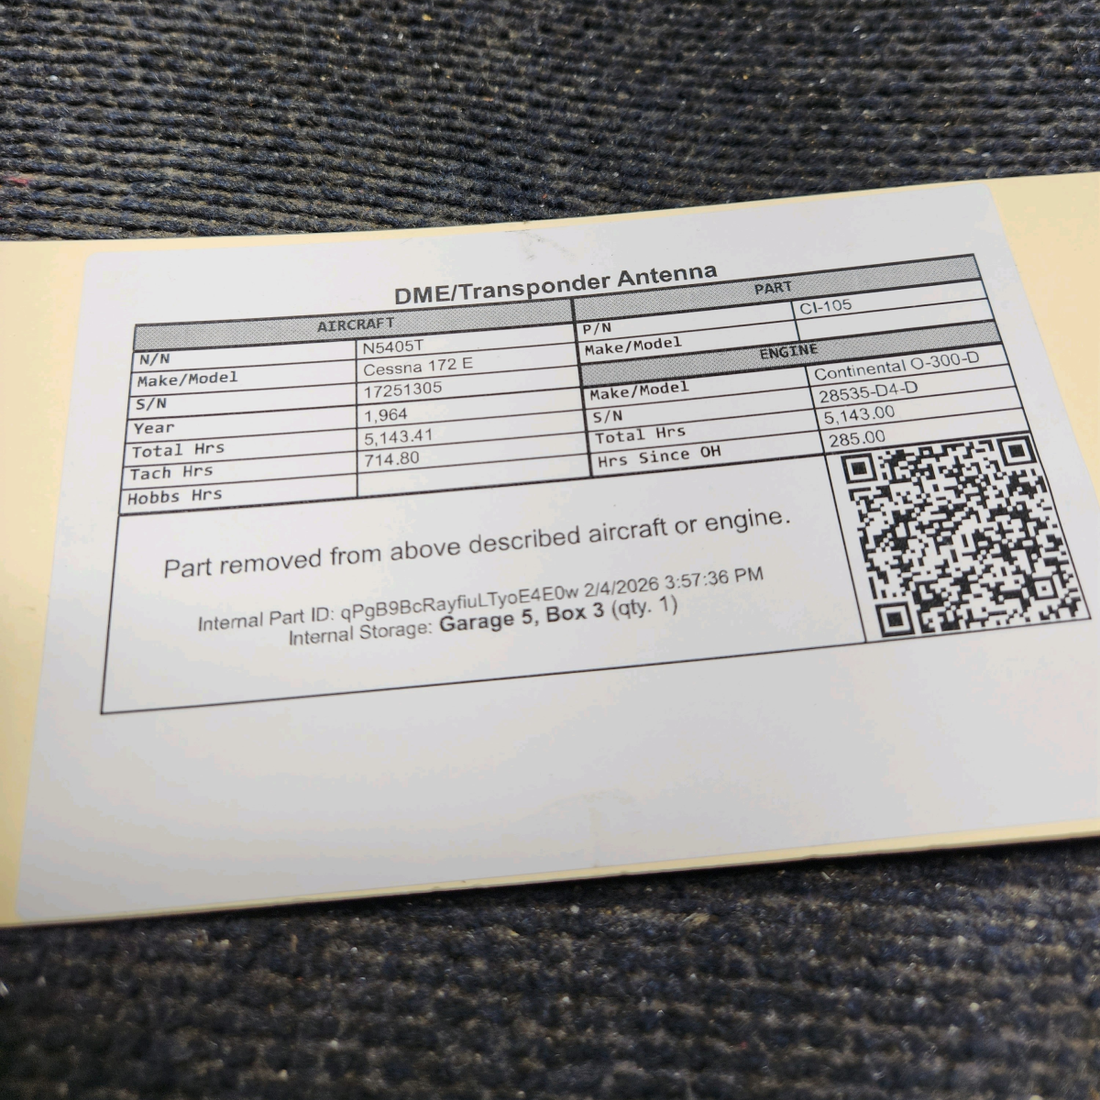 DME/Transponder Antenna
AIRCRAFT
N/N N5405T
Make/Model Cessna 172 E
S/N 17251305
Year 1,964
Total Hrs 5,143.41
Tach Hrs 714.80
Hobbs Hrs
PART
P/N CI-105
Make/Model
ENGINE
Make/Model Continental O-300-D
S/N 28535-D4-D
Total Hrs 5,143.00
Hrs Since OH 285.00
Part removed from above described aircraft or engine.
Internal Part ID: qPgB9BcRayfiuLTyoE4E0w 2/4/2026 3:57:36 PM
Internal Storage: Garage 5, Box 3 (qty. 1)